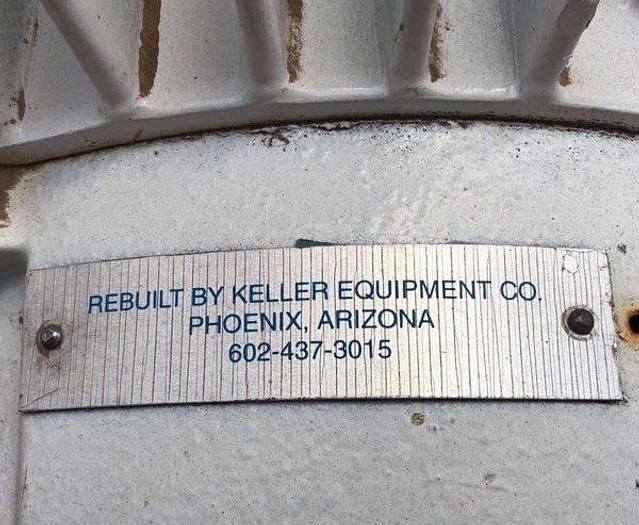 REBUILT BY KELLER EQUIPMENT CO.
PHOENIX, ARIZONA
602-437-3015